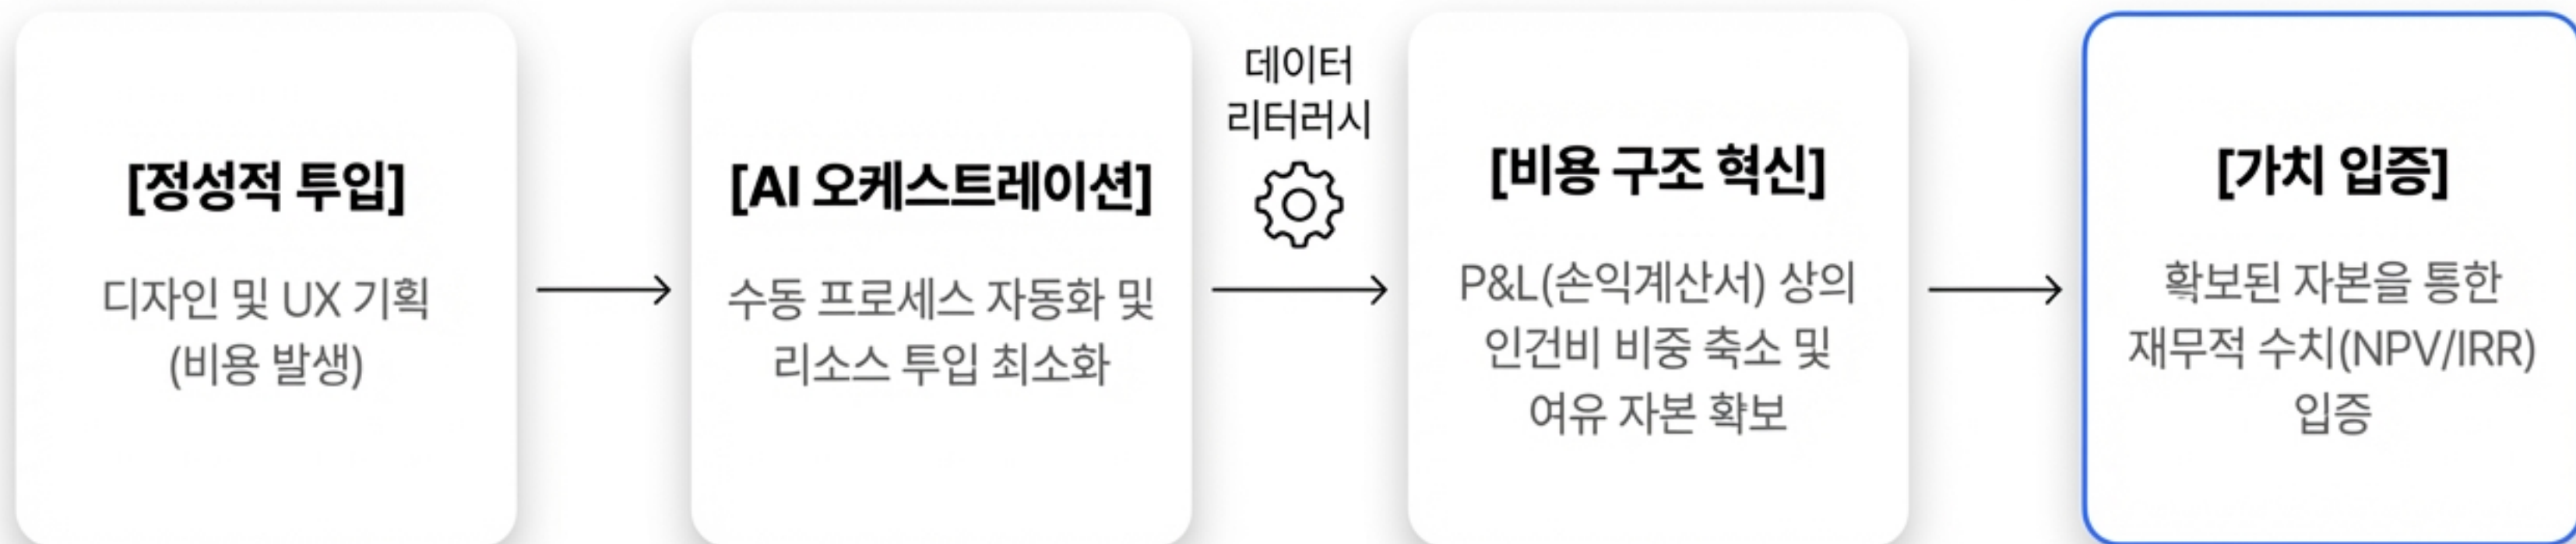 [정성적 투입]
디자인 및 UX 기획
(비용 발생)
[AI 오케스트레이션]
수동 프로세스 자동화 및
리소스 투입 최소화
데이터
리터러시
[비용 구조 혁신]
P&L(손익계산서) 상의
인건비 비중 축소 및
여유 자본 확보
[가치 입증]
확보된 자본을 통한
재무적 수치(NPV/IRR)
입증